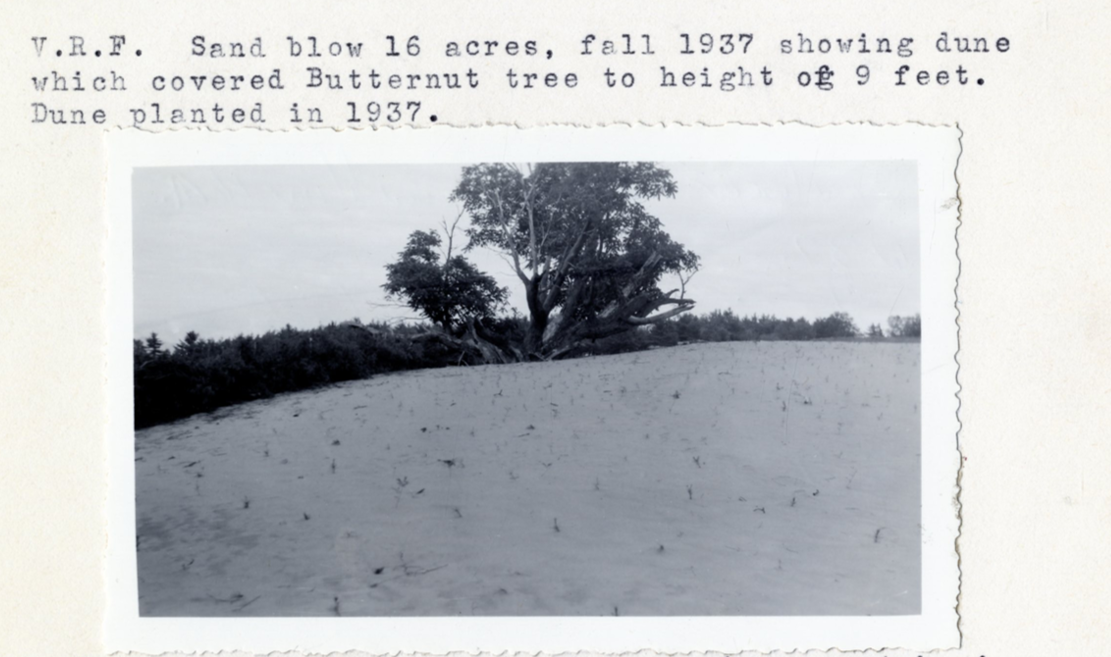 V.R.F. Sand blow 16 acres, fall 1937 showing dune
which covered Butternut tree to height of 9 feet.
Dune planted in 1937.